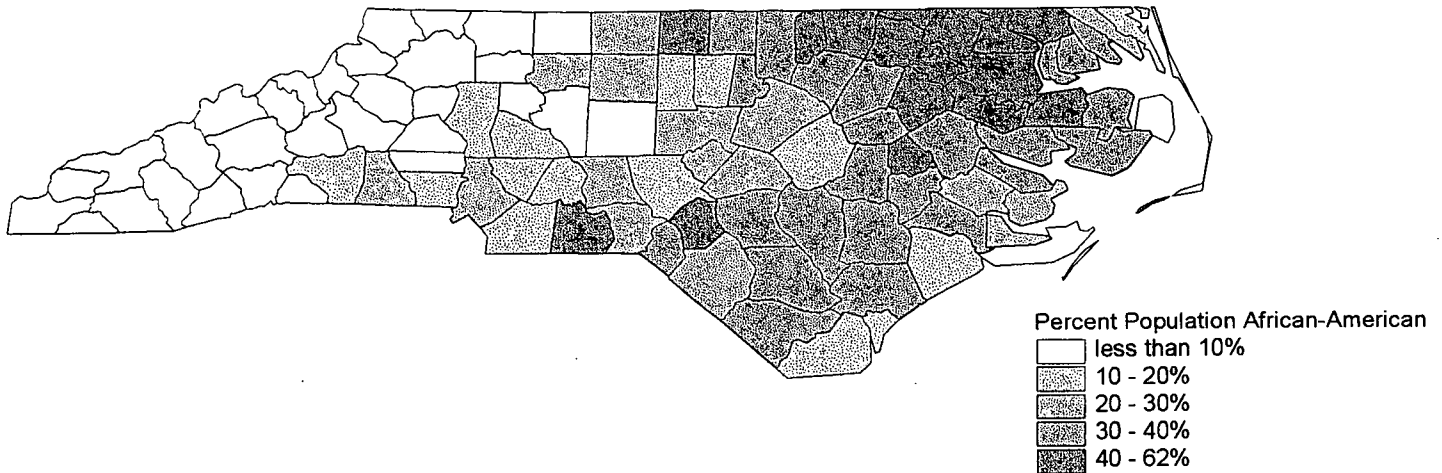 Percent Population African-American
less than 10%
10 - 20%
20 - 30%
30 - 40%
40 - 62%